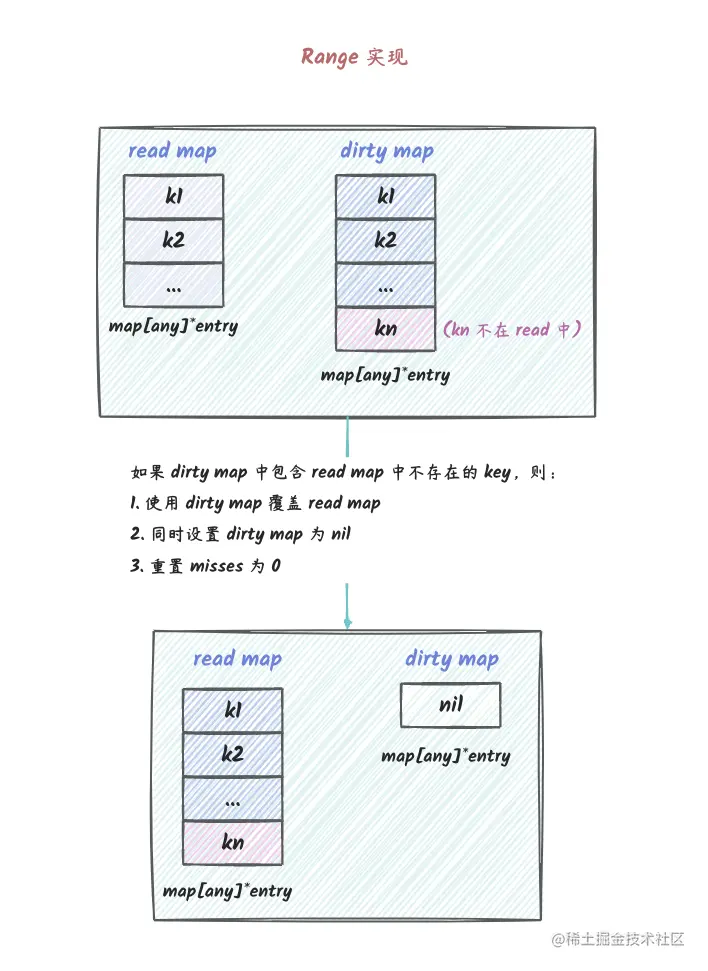 Range 实现
read map
dirty map
k1
k2
...
map[any]*entry
k1
k2
...
kn
(kn 不在 read 中)
map[any]*entry
如果 dirty map 中包含 read map 中不存在的 key，则：
1. 使用 dirty map 覆盖 read map
2. 同时设置 dirty map 为 nil
3. 重置 misses 为 0
read map
dirty map
k1
k2
...
kn
map[any]*entry
nil
map[any]*entry
@稀土掘金技术社区